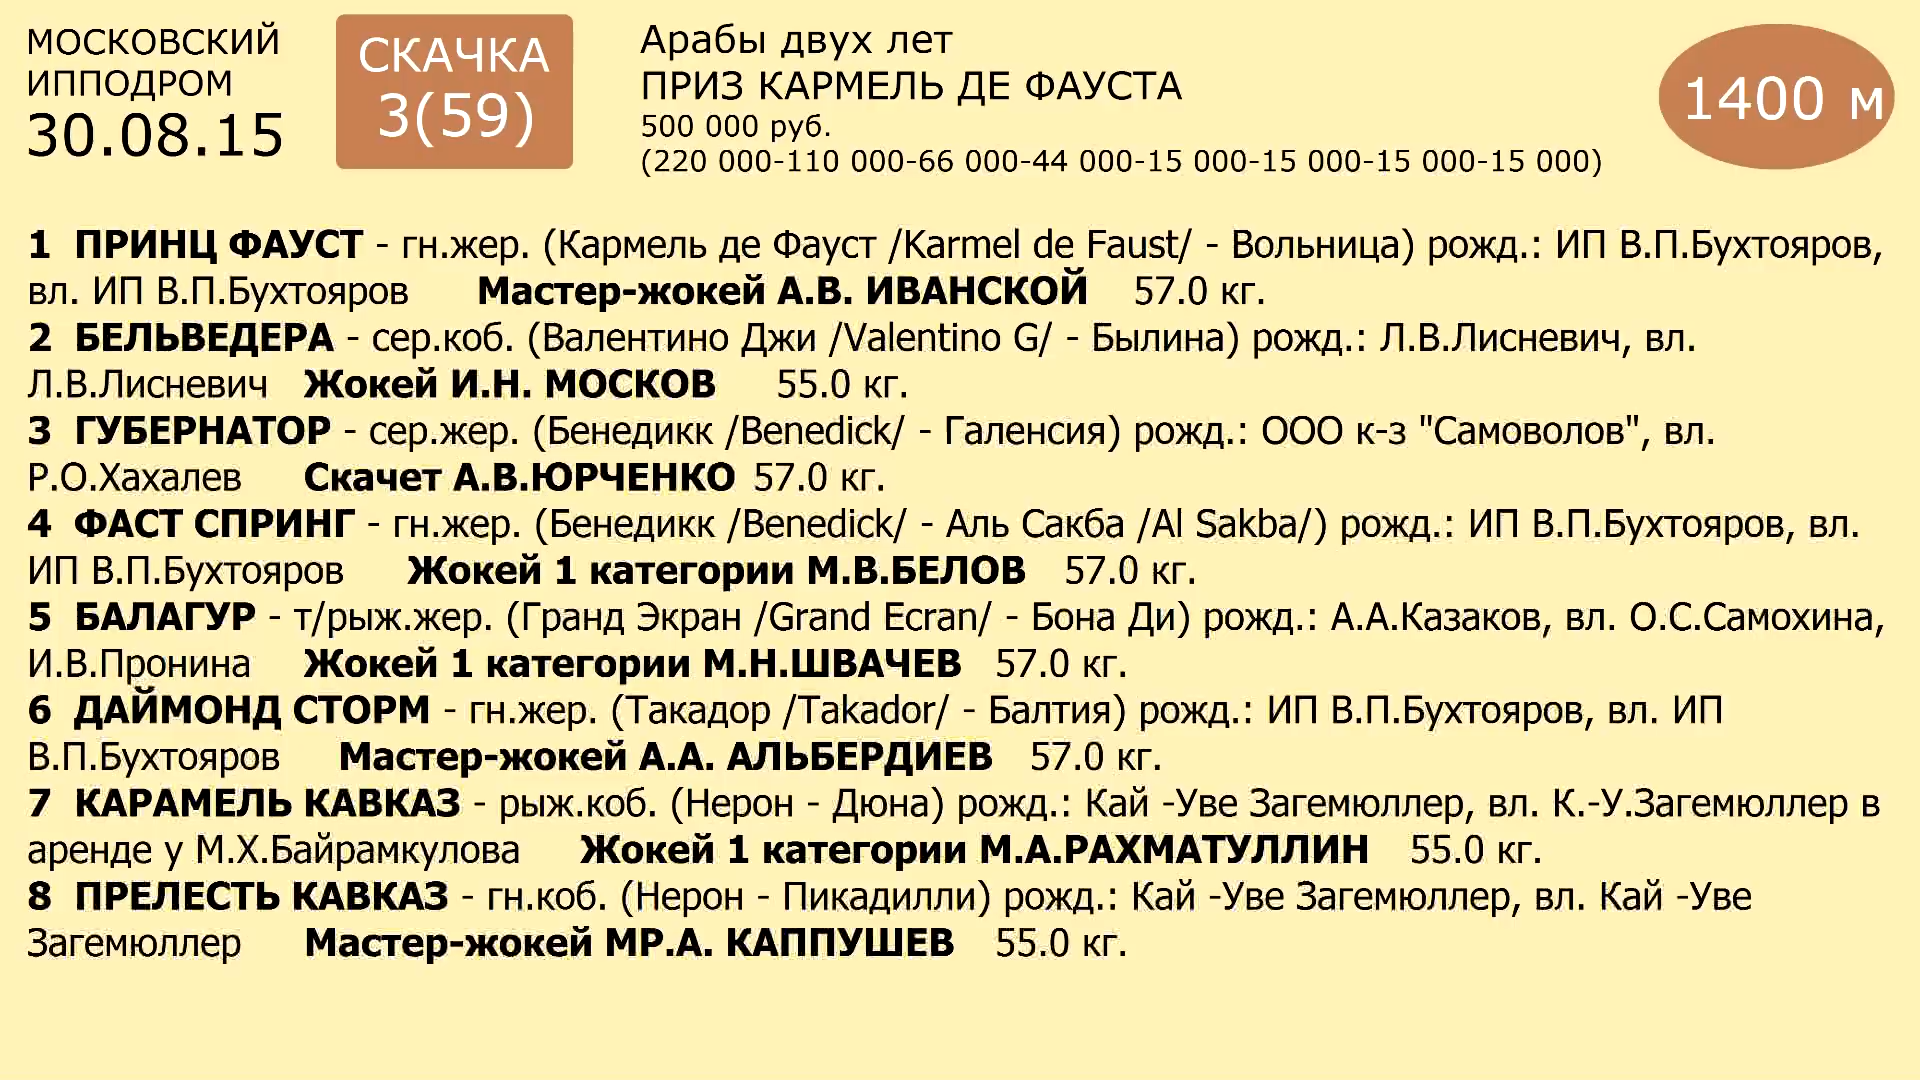 МОСКОВСКИЙ
ИППОДРОМ
30.08.15
СКАЧКА
3(59)
Арабы двух лет
ПРИЗ КАРМЕЛЬ ДЕ ФАУСТА
500 000 руб.
(220 000-110 000-66 000-44 000-15 000-15 000-15 000-15 000)
1400 м
1 ПРИНЦ ФАУСТ - гн.жер. (Кармель де Фауст /Karmel de Faust/ - Вольница) рожд.: ИП В.П.Бухтояров,
вл. ИП В.П.Бухтояров Мастер-жокей А.В. ИВАНСКОЙ 57.0 кг.
2 БЕЛЬВЕДЕРА - сер.коб. (Валентино Джи /Valentino G/ - Былина) рожд.: Л.В.Лисневич, вл.
Л.В.Лисневич Жокей И.Н. МОСКОВ 55.0 кг.
3 ГУБЕРНАТОР - сер.жер. (Бенедикк /Benedick/ - Галенсия) рожд.: ООО к-з "Самоволов", вл.
Р.О.Хахалев Скачет А.В.ЮРЧЕНКО 57.0 кг.
4 ФАСТ СПРИНГ - гн.жер. (Бенедикк /Benedick/ - Аль Сакба /Al Sakba/) рожд.: ИП В.П.Бухтояров, вл.
ИП В.П.Бухтояров Жокей 1 категории М.В.БЕЛОВ 57.0 кг.
5 БАЛАГУР - т/рыж.жер. (Гранд Экран /Grand Ecran/ - Бона Ди) рожд.: А.А.Казаков, вл. О.С.Самохина,
И.В.Пронина Жокей 1 категории М.Н.ШВАЧЕВ 57.0 кг.
6 ДАЙМОНД СТОРМ - гн.жер. (Такадор /Takador/ - Балтия) рожд.: ИП В.П.Бухтояров, вл. ИП
В.П.Бухтояров Мастер-жокей А.А. АЛЬБЕРДИЕВ 57.0 кг.
7 КАРАМЕЛЬ КАВКАЗ - рыж.коб. (Нерон - Дюна) рожд.: Кай -Уве Загемюллер, вл. К.-У.Загемюллер в
аренде у М.Х.Байрамкулова Жокей 1 категории М.А.РАХМАТУЛЛИН 55.0 кг.
8 ПРЕЛЕСТЬ КАВКАЗ - гн.коб. (Нерон - Пикадилли) рожд.: Кай -Уве Загемюллер, вл. Кай -Уве
Загемюллер Мастер-жокей МР.А. КАППУШЕВ 55.0 кг.